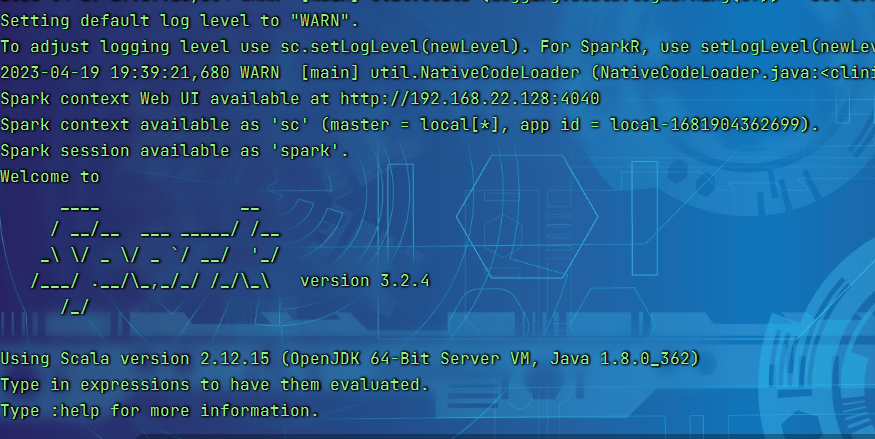 Setting default log level to "WARN".
To adjust logging level use sc.setLogLevel(newLevel). For SparkR, use setLogLevel(newLev
2023-04-19 19:39:21,680 WARN  [main] util.NativeCodeLoader (NativeCodeLoader.java:<clini
Spark context Web UI available at http://192.168.22.128:4040
Spark context available as 'sc' (master = local[*], app id = local-1681904362699).
Spark session available as 'spark'.
Welcome to
      ____              __
     / __/__  ___ _____/ /__
    _\ \/ _ \/ _ `/ __/  '_/
   /___/ .__/\_,_/_/ /_/\_\   version 3.2.4
      /_/
Using Scala version 2.12.15 (OpenJDK 64-Bit Server VM, Java 1.8.0_362)
Type in expressions to have them evaluated.
Type :help for more information.